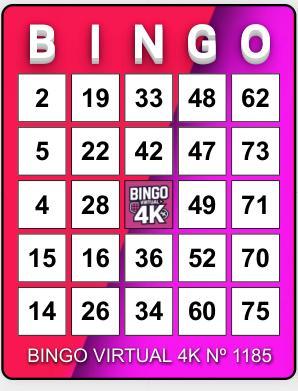 B I N G O
2 19 33 48 62
5 22 42 47 73
4 28 BINGO VIRTUAL 4K 49 71
15 16 36 52 70
14 26 34 60 75
BINGO VIRTUAL 4K Nº 1185